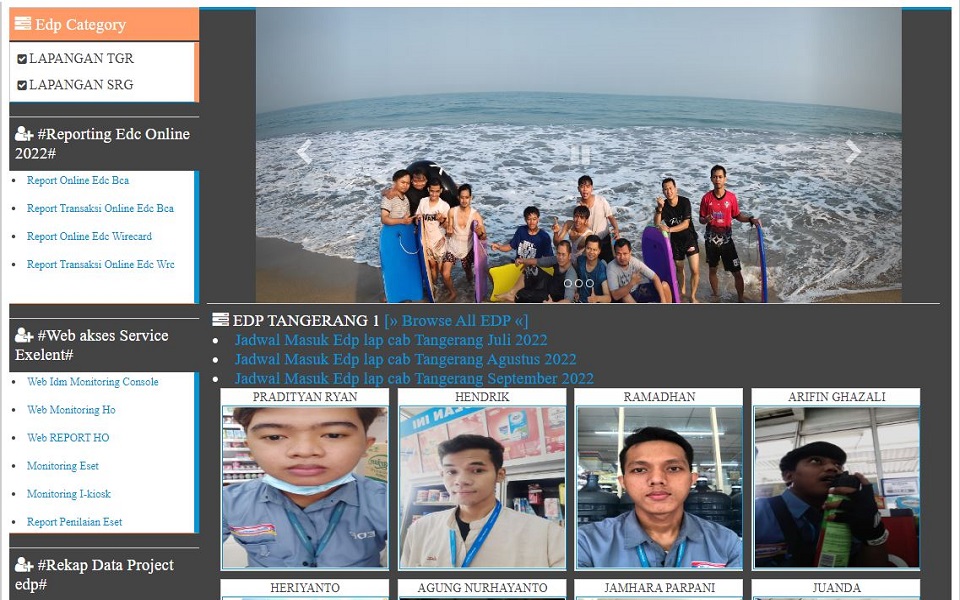 Edp Category
LAPANGAN TGR
LAPANGAN SRG
#Reporting Edc Online
2022#
Report Online Edc Bca
Report Transaksi Online Edc Bca
Report Online Edc Wirecard
Report Transaksi Online Edc Wrc
#Web akses Service
Exelent#
Web Idm Monitoring Console
Web Monitoring Ho
Web REPORT HO
Monitoring Eset
Monitoring I-kiosk
Report Penilaian Eset
#Rekap Data Project
edp#
EDP TANGERANG 1 [» Browse All EDP «]
Jadwal Masuk Edp lap cab Tangerang Juli 2022
Jadwal Masuk Edp lap cab Tangerang Agustus 2022
Jadwal Masuk Edp lap cab Tangerang September 2022
PRADITYAN RYAN
HENDRIK
RAMADHAN
ARIFIN GHAZALI
EDP
HERIYANTO
AGUNG NURHAYANTO
JAMHARA PARPANI
JUANDA